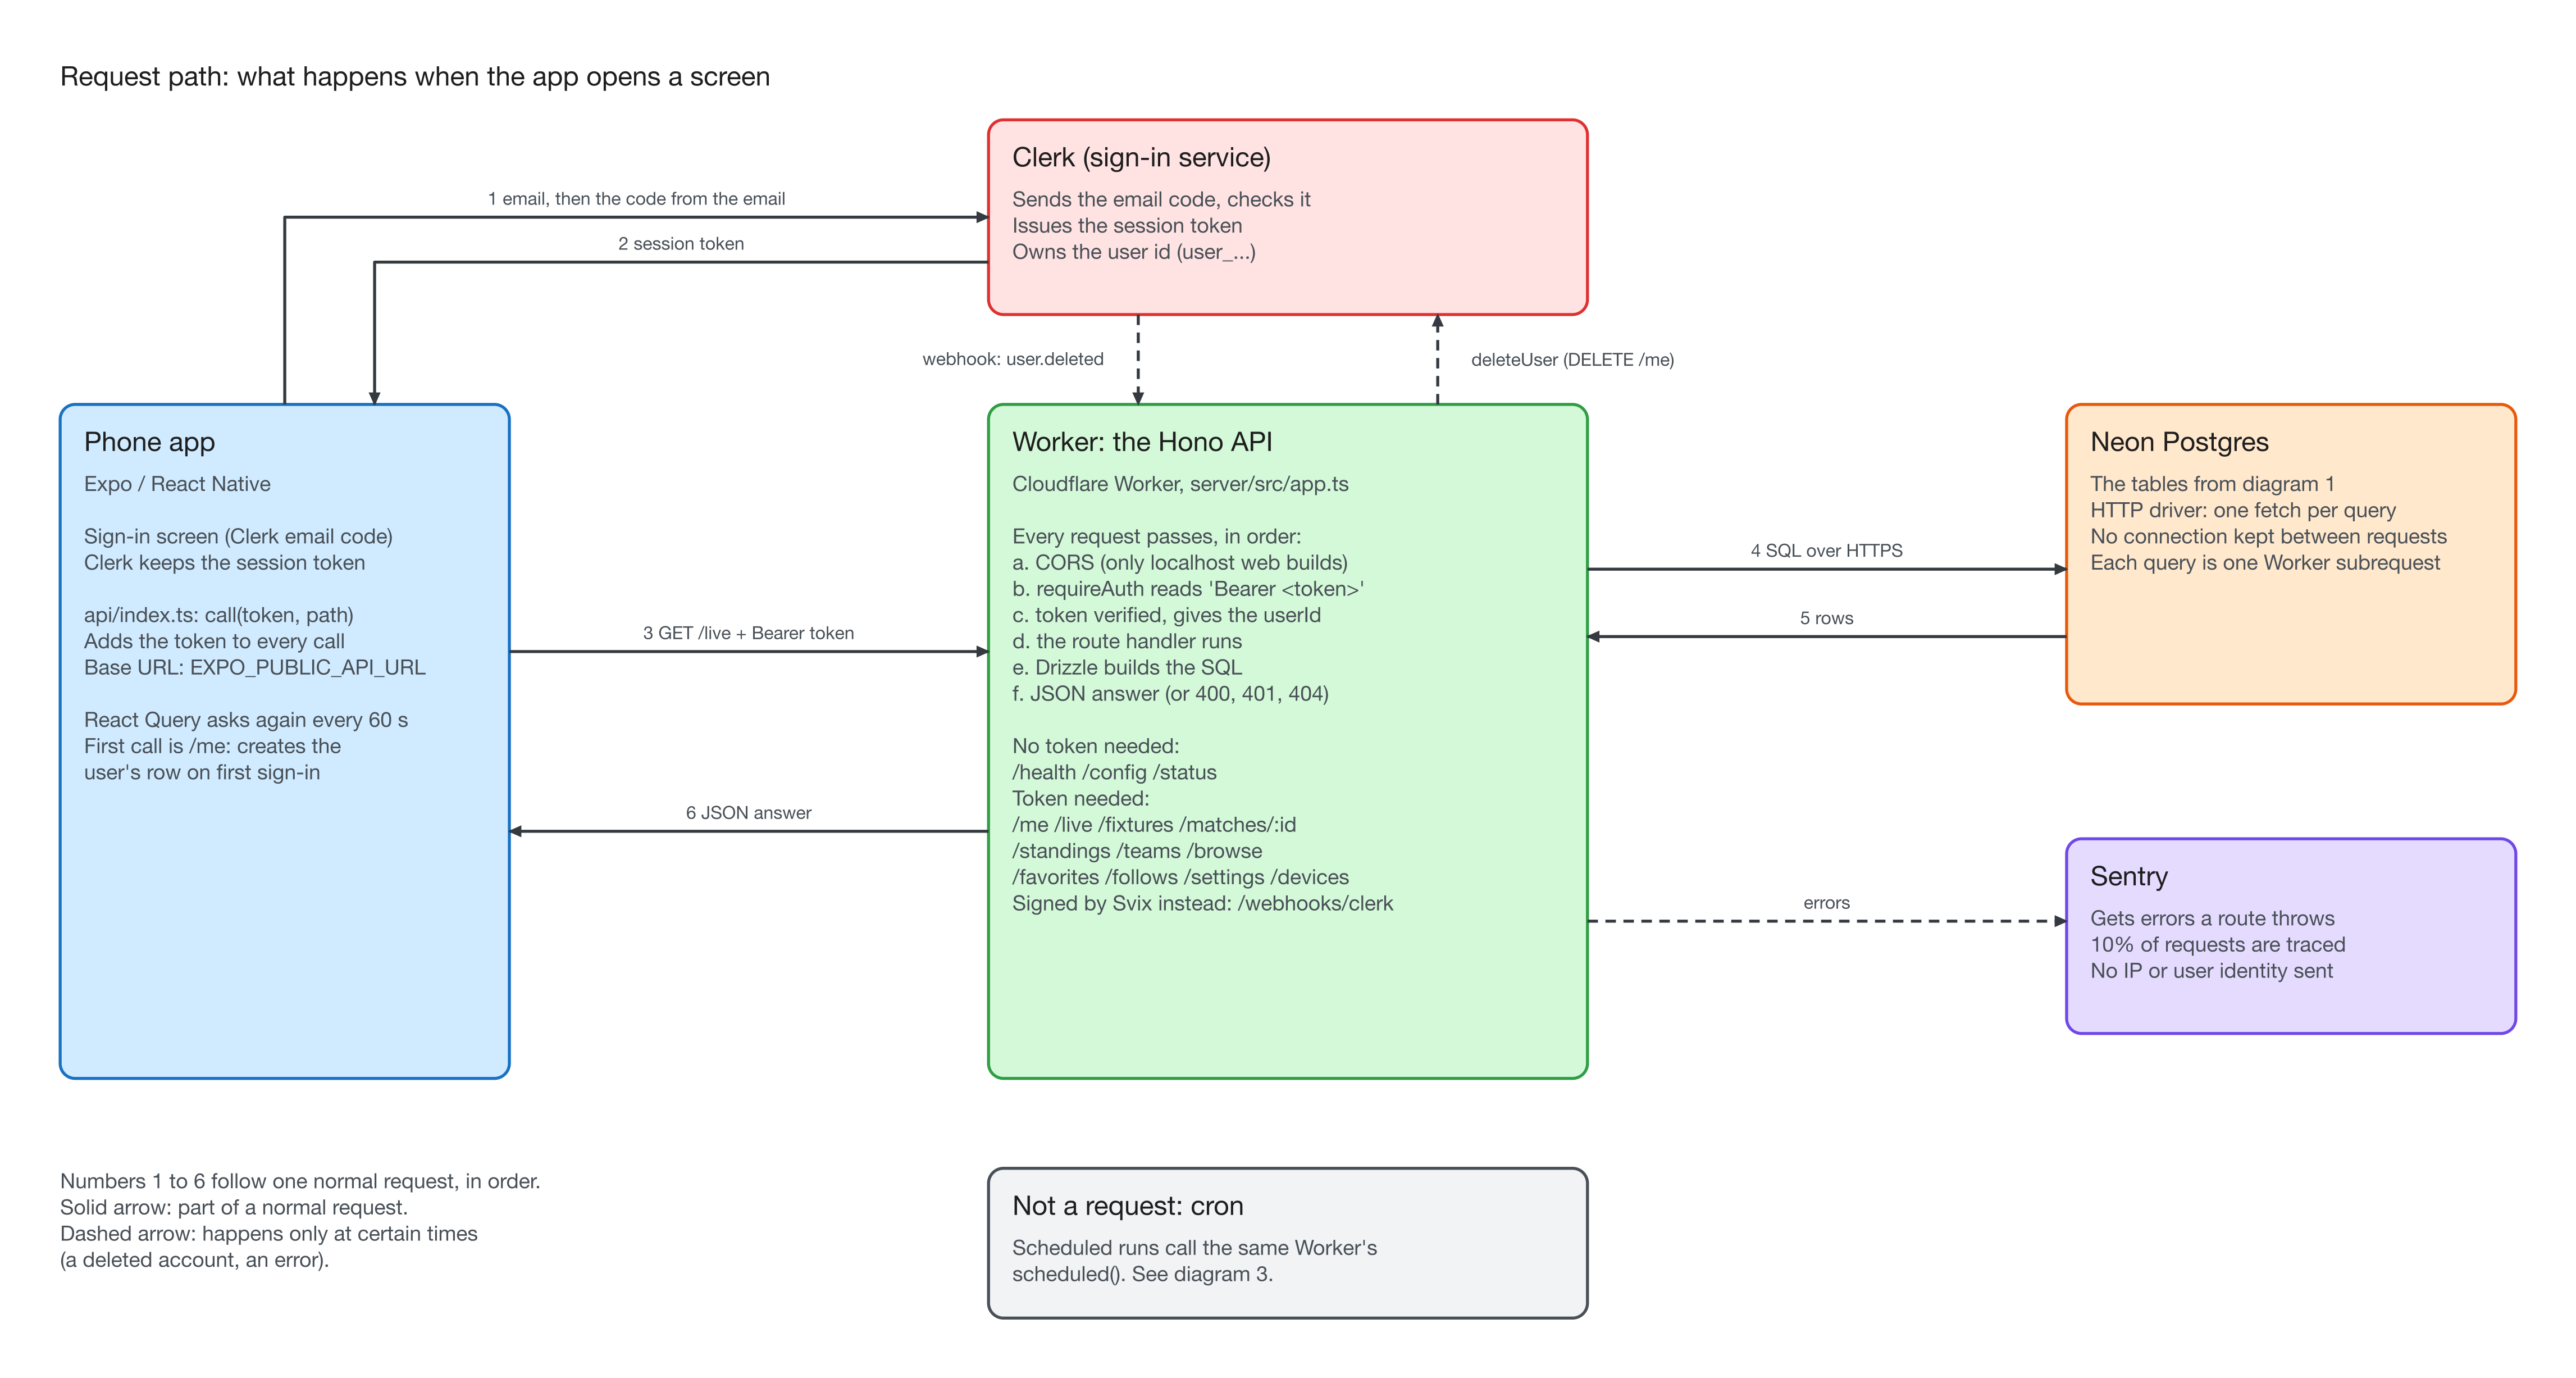 Request path: what happens when the app opens a screen
Clerk (sign-in service)
Sends the email code, checks it
Issues the session token
Owns the user id (user_...)
1 email, then the code from the email
2 session token
webhook: user.deleted
deleteUser (DELETE /me)
Phone app
Expo / React Native
Sign-in screen (Clerk email code)
Clerk keeps the session token
api/index.ts: call(token, path)
Adds the token to every call
Base URL: EXPO_PUBLIC_API_URL
React Query asks again every 60 s
First call is /me: creates the
user's row on first sign-in
3 GET /live + Bearer token
6 JSON answer
Worker: the Hono API
Cloudflare Worker, server/src/app.ts
Every request passes, in order:
a. CORS (only localhost web builds)
b. requireAuth reads 'Bearer <token>'
c. token verified, gives the userId
d. the route handler runs
e. Drizzle builds the SQL
f. JSON answer (or 400, 401, 404)
No token needed:
/health /config /status
Token needed:
/me /live /fixtures /matches/:id
/standings /teams /browse
/favorites /follows /settings /devices
Signed by Svix instead: /webhooks/clerk
4 SQL over HTTPS
5 rows
errors
Neon Postgres
The tables from diagram 1
HTTP driver: one fetch per query
No connection kept between requests
Each query is one Worker subrequest
Sentry
Gets errors a route throws
10% of requests are traced
No IP or user identity sent
Numbers 1 to 6 follow one normal request, in order.
Solid arrow: part of a normal request.
Dashed arrow: happens only at certain times
(a deleted account, an error).
Not a request: cron
Scheduled runs call the same Worker's
scheduled(). See diagram 3.